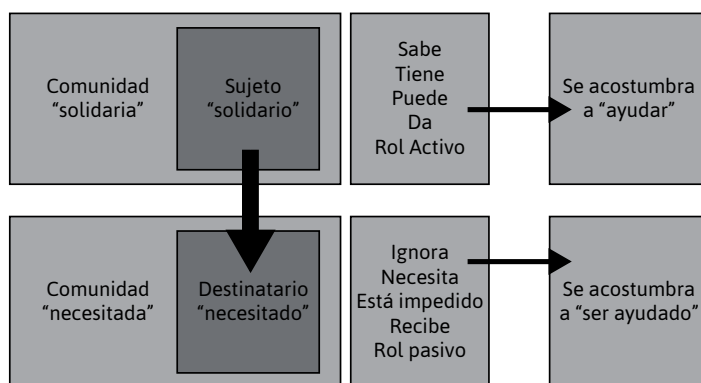 Comunidad
“solidaria”
Sujeto
“solidario”
Sabe
Tiene
Puede
Da
Rol Activo
Se acostumbra
a “ayudar”
Comunidad
“necesitada”
Destinatario
“necesitado”
Ignora
Necesita
Está impedido
Recibe
Rol pasivo
Se acostumbra
a “ser ayudado”